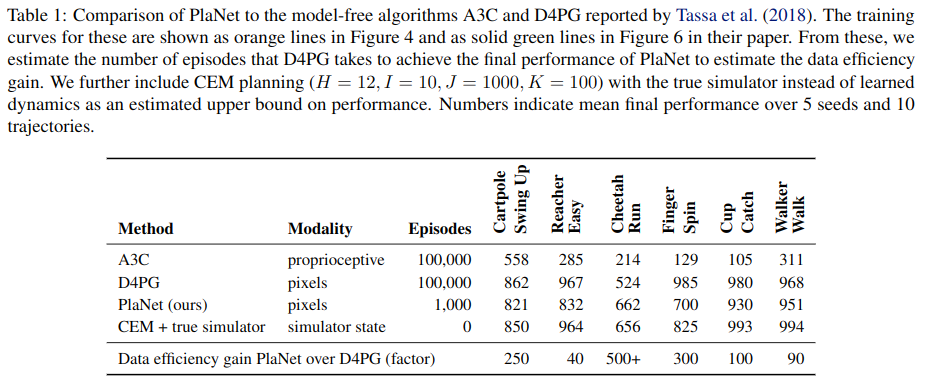 Table 1: Comparison of PlaNet to the model-free algorithms A3C and D4PG reported by Tassa et al. (2018). The training
curves for these are shown as orange lines in Figure 4 and as solid green lines in Figure 6 in their paper. From these, we
estimate the number of episodes that D4PG takes to achieve the final performance of PlaNet to estimate the data efficiency
gain. We further include CEM planning (H = 12, I = 10, J = 1000, K = 100) with the true simulator instead of learned
dynamics as an estimated upper bound on performance. Numbers indicate mean final performance over 5 seeds and 10
trajectories.
Method Modality Episodes Cartpole Swing Up Reacher Easy Cheetah Run Finger Spin Cup Catch Walker Walk
A3C proprioceptive 100,000 558 285 214 129 105 311
D4PG pixels 100,000 862 967 524 985 980 968
PlaNet (ours) pixels 1,000 821 832 662 700 930 951
CEM + true simulator simulator state 0 850 964 656 825 993 994
Data efficiency gain PlaNet over D4PG (factor) 250 40 500+ 300 100 90